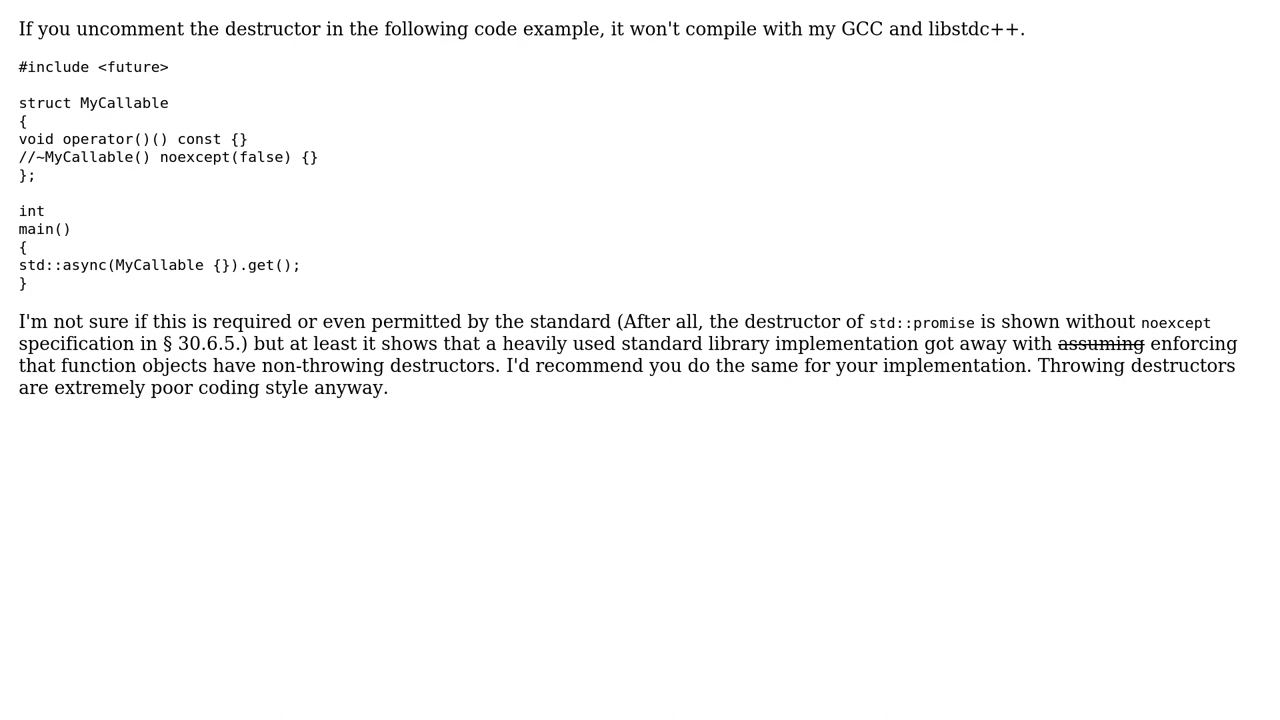 If you uncomment the destructor in the following code example, it won't compile with my GCC and libstdc++.
#include <future>
struct MyCallable
{
void operator()() const {}
//~MyCallable() noexcept(false) {}
};
int
main()
{
std::async(MyCallable {}).get();
}
I'm not sure if this is required or even permitted by the standard (After all, the destructor of std::promise is shown without noexcept
specification in § 30.6.5.) but at least it shows that a heavily used standard library implementation got away with assuming enforcing
that function objects have non-throwing destructors. I'd recommend you do the same for your implementation. Throwing destructors
are extremely poor coding style anyway.